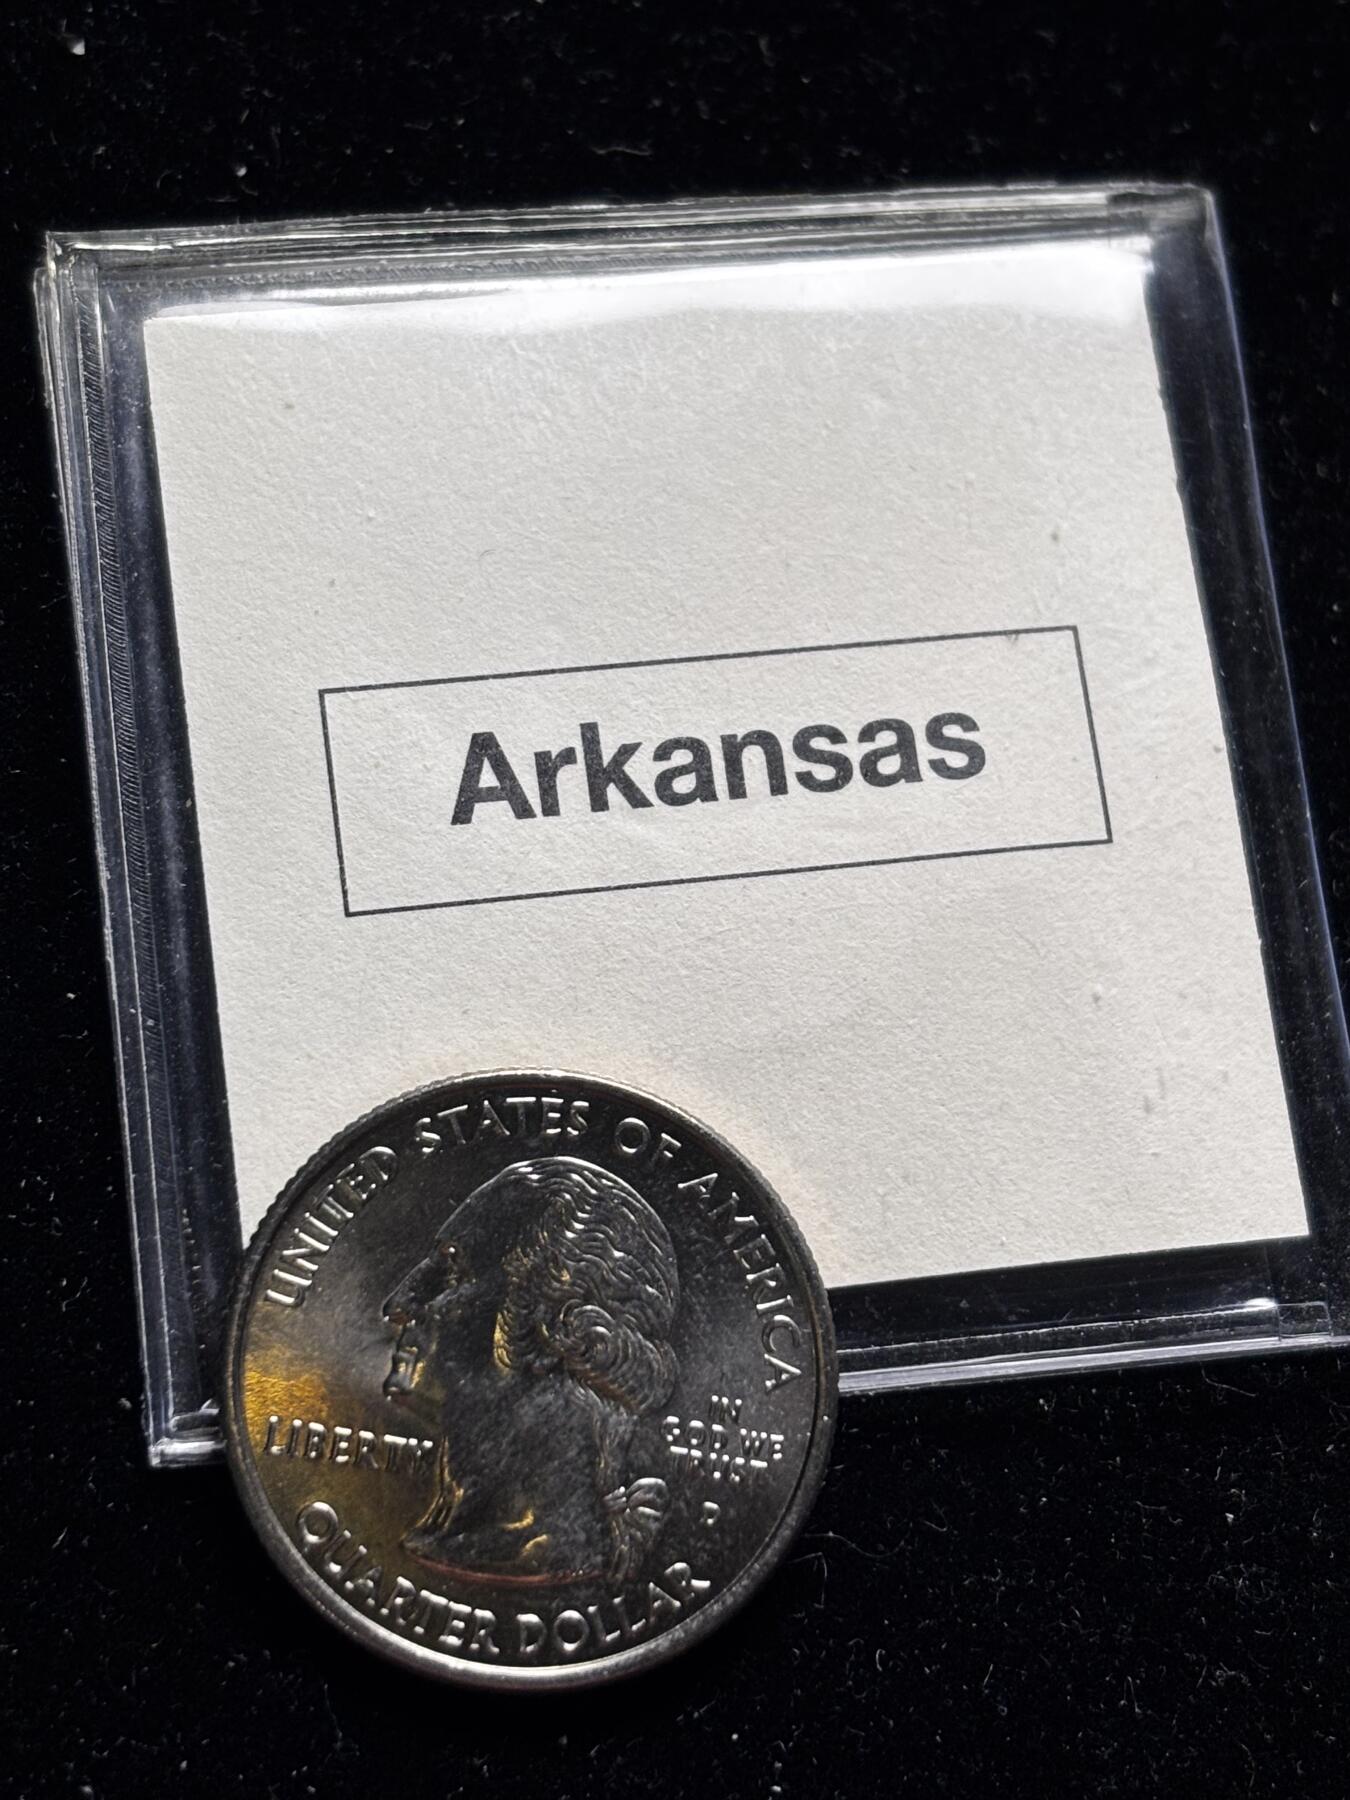 Arkansas
UNITED STATES OF AMERICA
LIBERTY
IN
GOD WE
TRUST
P
QUARTER DOLLAR